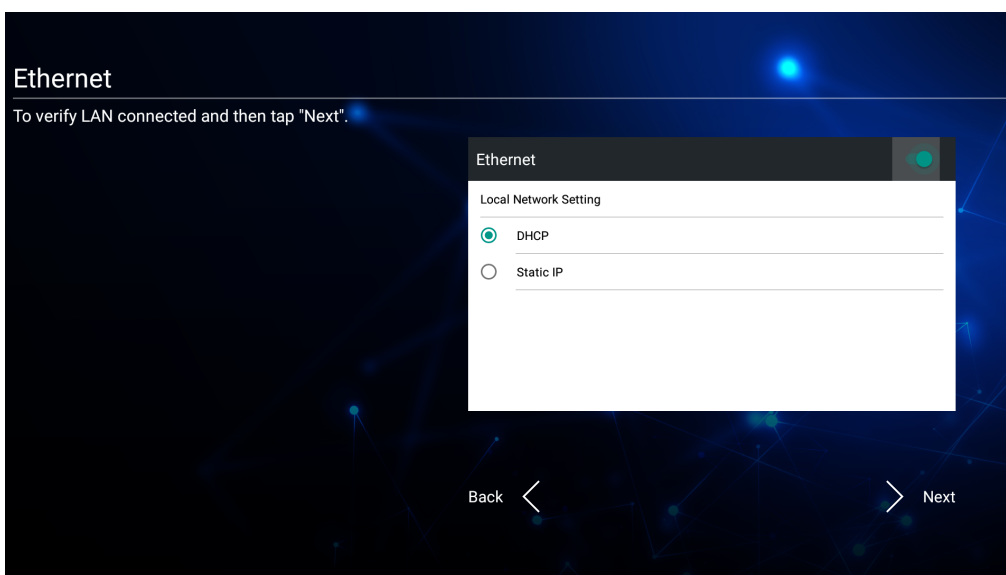 Ethernet
To verify LAN connected and then tap "Next".
Ethernet
Local Network Setting
DHCP
Static IP
Back
Next